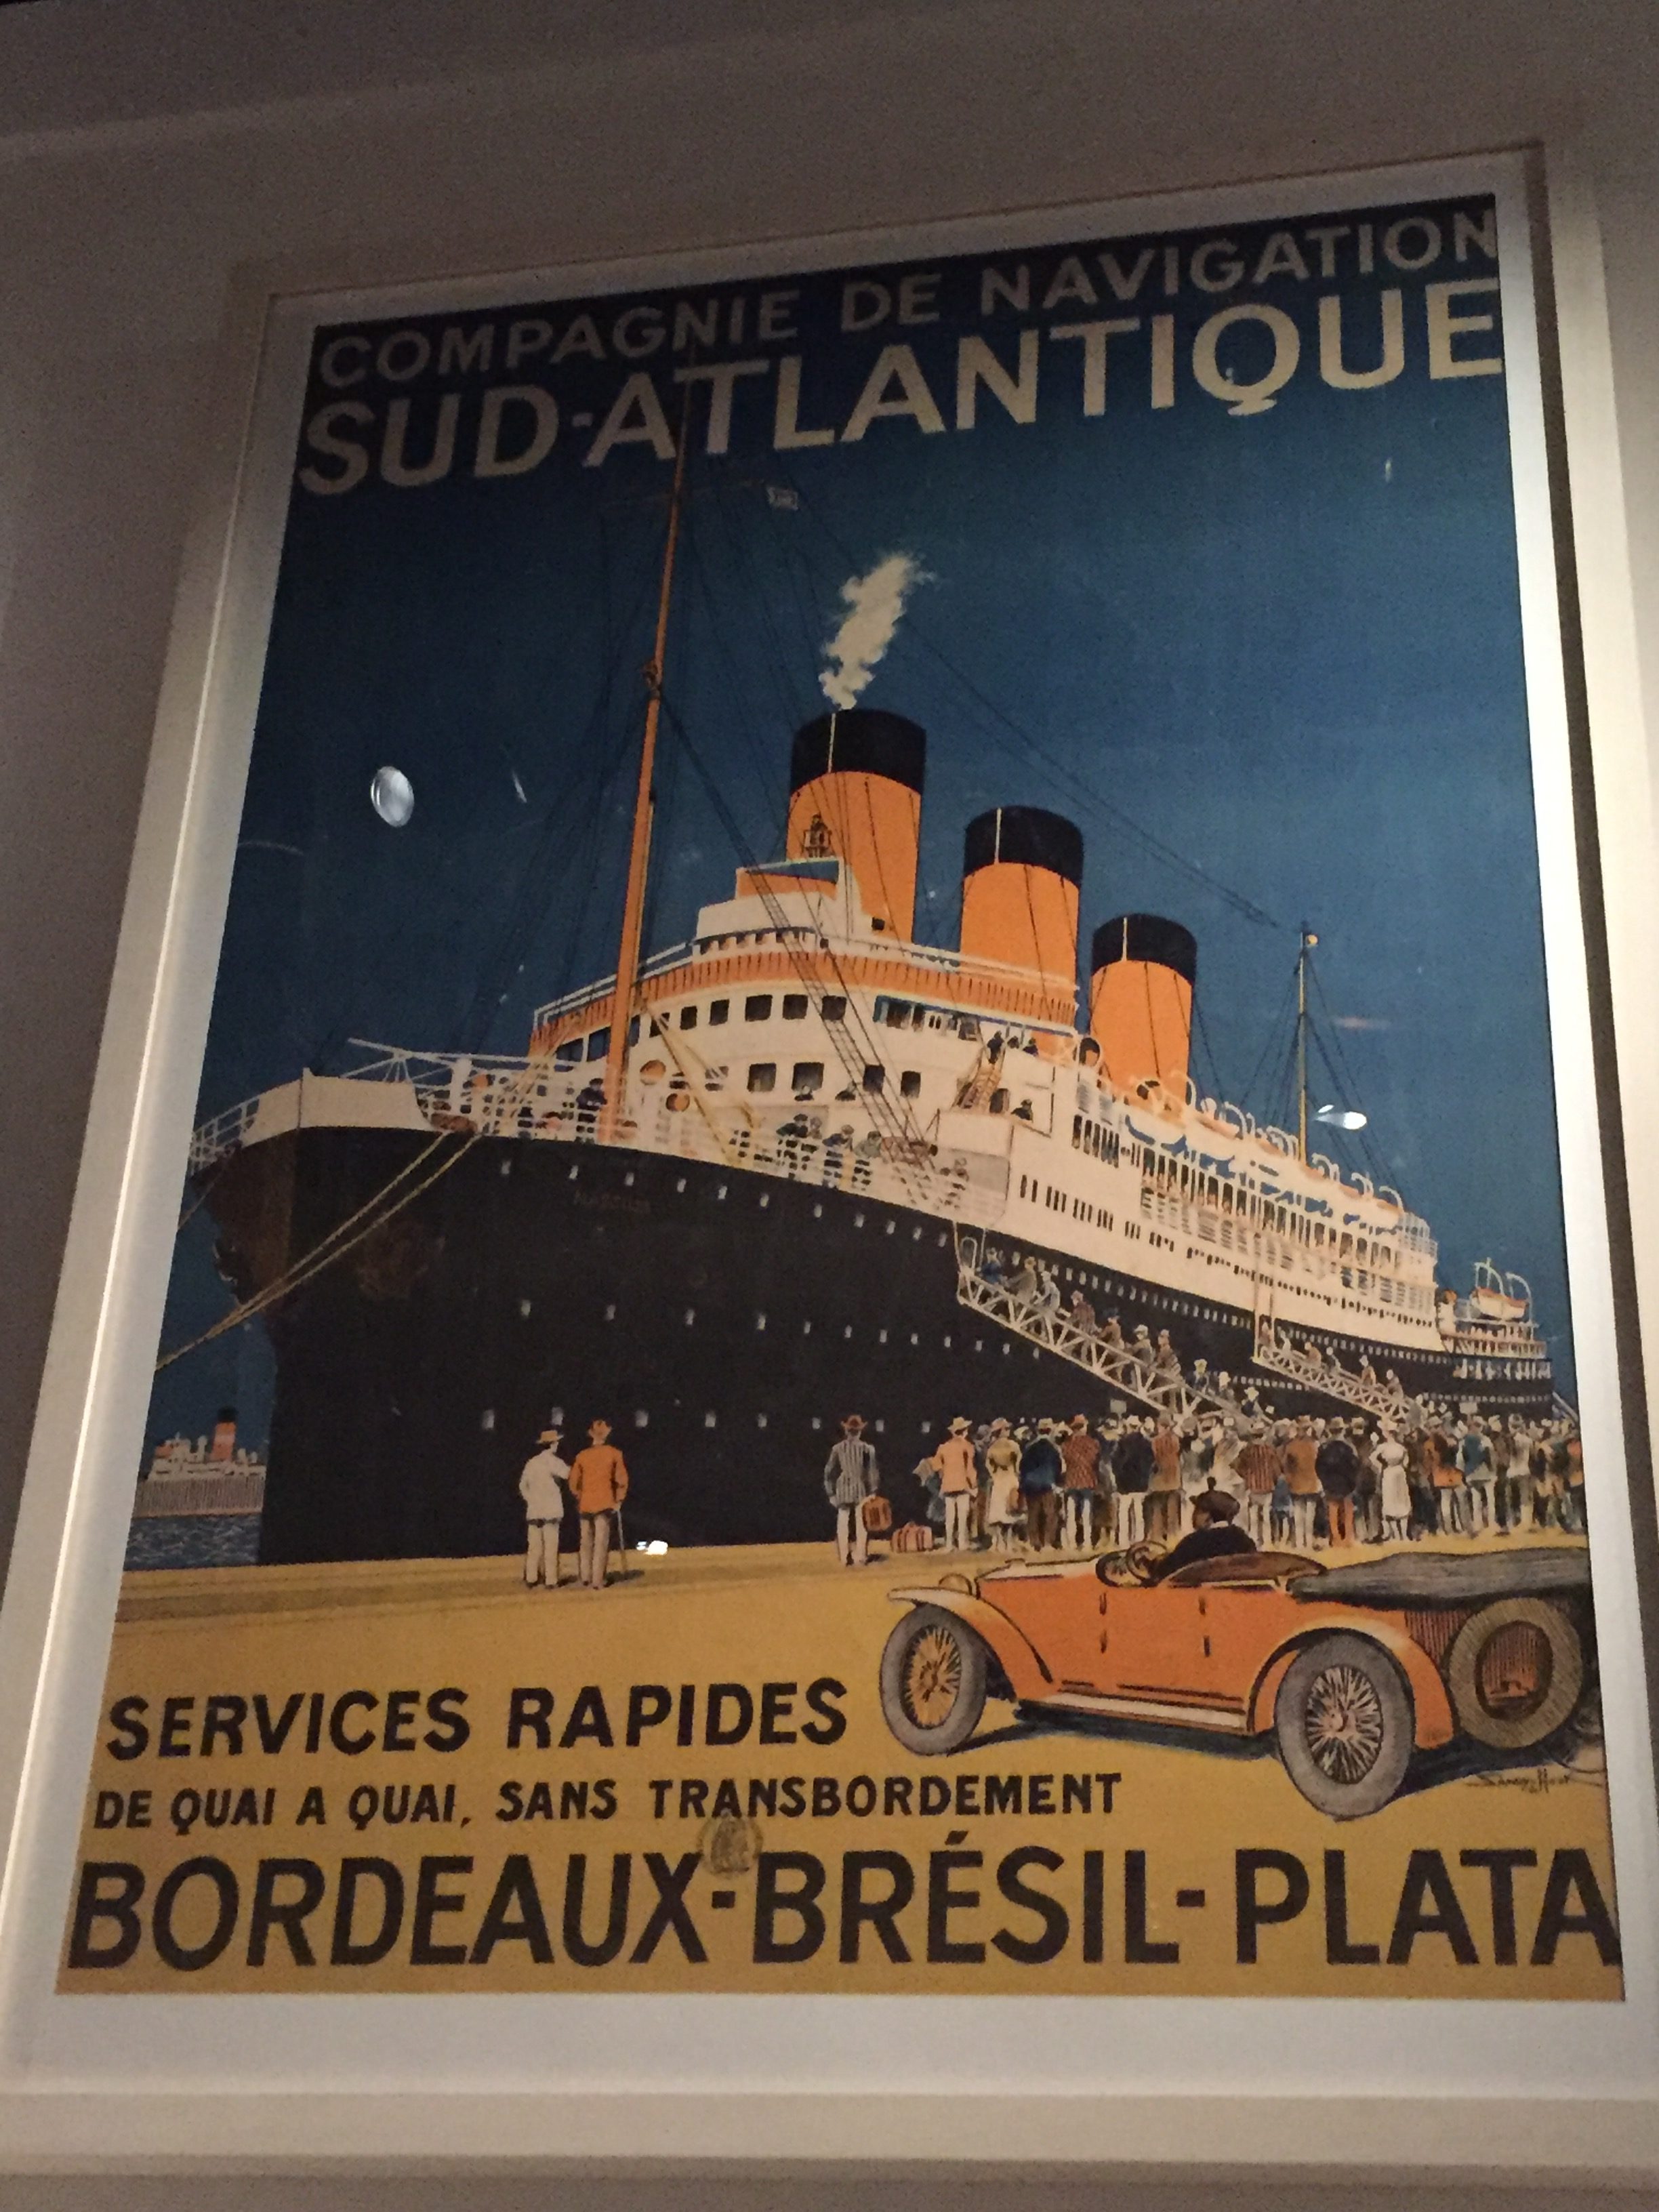 COMPAGNIE DE NAVIGATION
SUD-ATLANTIQUE
SERVICES RAPIDES
DE QUAI A QUAI, SANS TRANSBORDEMENT
BORDEAUX-BRÉSIL-PLATA